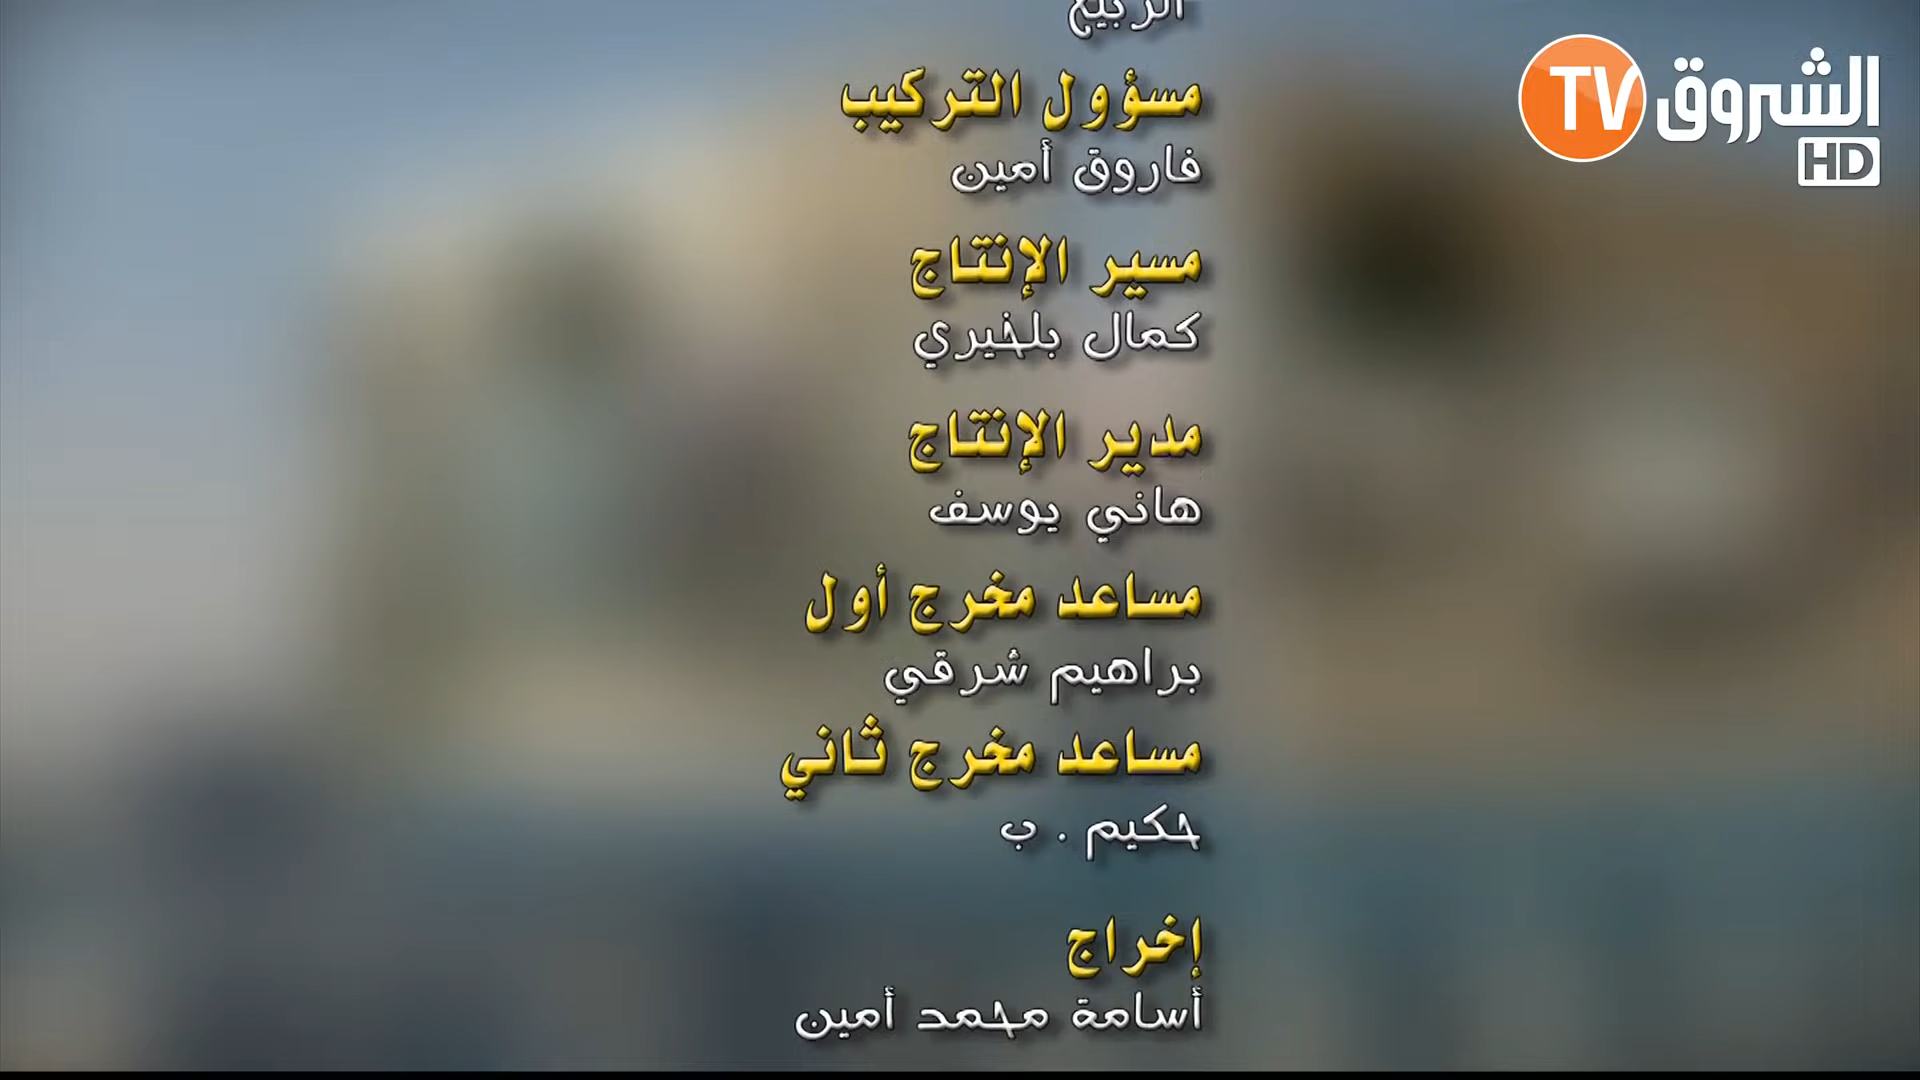 الربيع
مسؤول التركيب
فاروق أمين
مسير الإنتاج
كمال بلخيري
مدير الإنتاج
هاني يوسف
مساعد مخرج أول
براهيم شرقي
مساعد مخرج ثاني
حكيم . ب
إخراج
أسامة محمد أمين
الشروق TV
HD